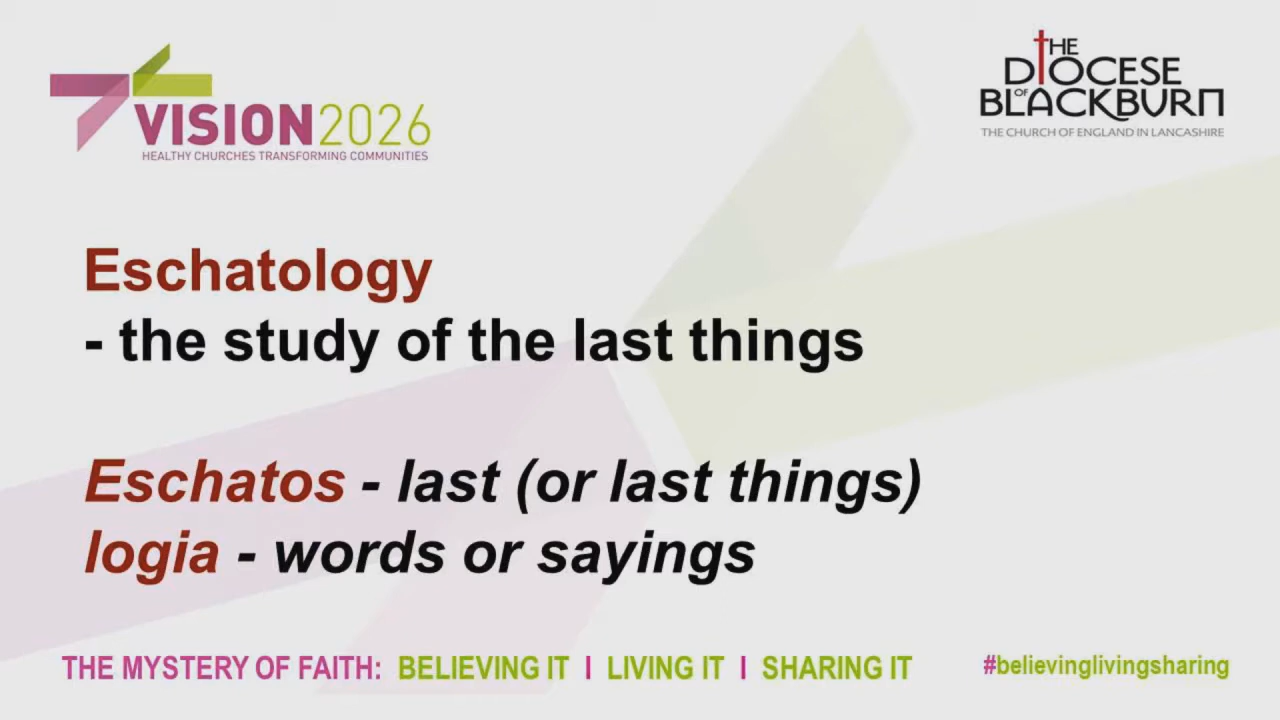 VISION2026
HEALTHY CHURCHES TRANSFORMING COMMUNITIES
THE
DIOCESE
OF
BLACKBURN
THE CHURCH OF ENGLAND IN LANCASHIRE
Eschatology
- the study of the last things
Eschatos - last (or last things)
logia - words or sayings
THE MYSTERY OF FAITH: BELIEVING IT I LIVING IT I SHARING IT
#believinglivingsharing